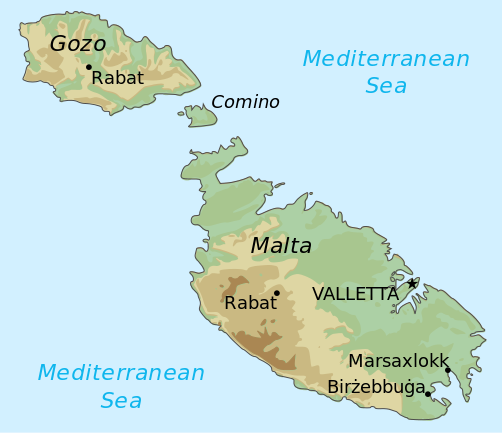 Gozo
Rabat
Mediterranean
Sea
Comino
Malta
Rabat
VALLETTA
Mediterranean
Sea
Marsaxlokk
Birżebbuġa